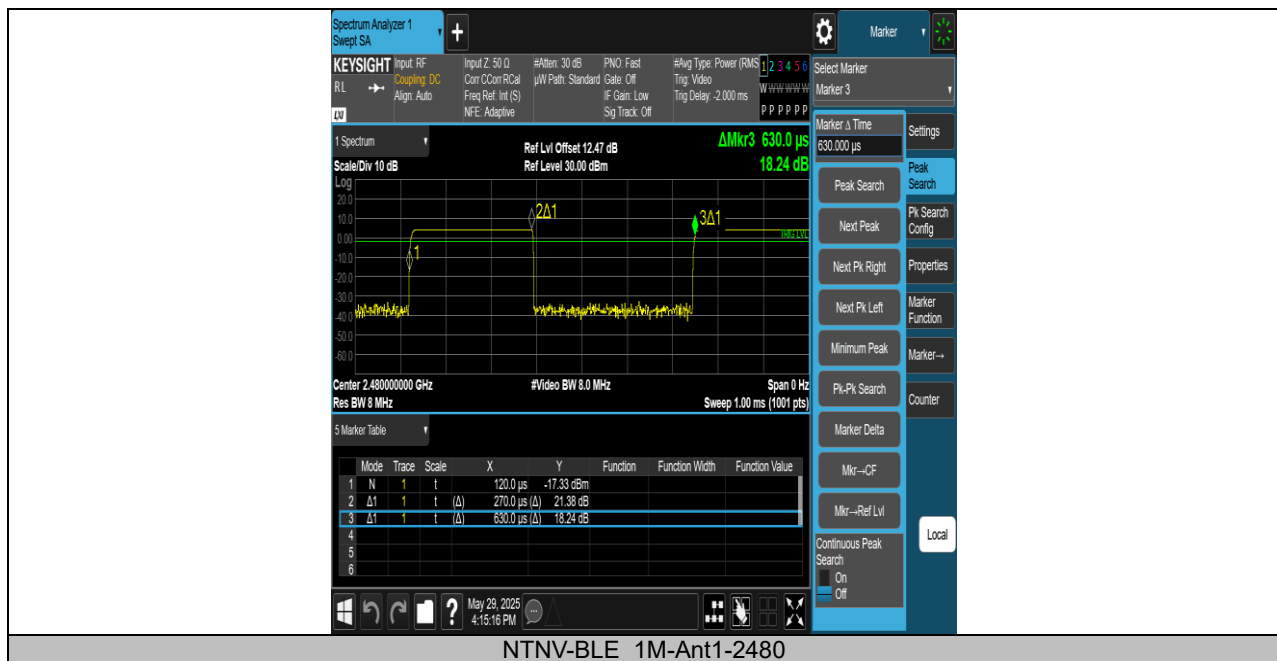 Spectrum Analyzer 1
Swept SA
+
Marker
KEYSIGHT
RL
LXI
Input: RF
Coupling: DC
Align: Auto
Input Z: 50 Ω
Corr CCorr RCal
Freq Ref: Int (S)
NFE: Adaptive
#Atten: 30 dB
µW Path: Standard
PNO: Fast
Gate: Off
IF Gain: Low
Sig Track: Off
#Avg Type: Power (RMS
Trig: Video
Trig Delay: -2.000 ms
1 2 3 4 5 6
W W W W W W
P P P P P P
Select Marker
Marker 3
Marker Δ Time
630.000 µs
Settings
Peak Search
Peak
Search
Next Peak
Pk Search
Config
Next Pk Right
Properties
Next Pk Left
Marker
Function
Minimum Peak
Marker→
Pk-Pk Search
Counter
Marker Delta
Mkr→CF
Mkr→Ref Lvl
Continuous Peak
Search
On
Off
Local
1 Spectrum
Scale/Div 10 dB
Ref Lvl Offset 12.47 dB
Ref Level 30.00 dBm
ΔMkr3 630.0 µs
18.24 dB
Log
20.0
10.0
0.00
-10.0
-20.0
-30.0
-40.0
-50.0
-60.0
1
2Δ1
3Δ1
TRIG LVL
Center 2.480000000 GHz
#Video BW 8.0 MHz
Span 0 Hz
Res BW 8 MHz
Sweep 1.00 ms (1001 pts)
5 Marker Table
Mode Trace Scale X Y Function Function Width Function Value
1 N 1 t 120.0 µs -17.33 dBm
2 Δ1 1 t (Δ) 270.0 µs (Δ) 21.38 dB
3 Δ1 1 t (Δ) 630.0 µs (Δ) 18.24 dB
4
5
6
?
May 29, 2025
4:15:16 PM
NTNV-BLE_1M-Ant1-2480